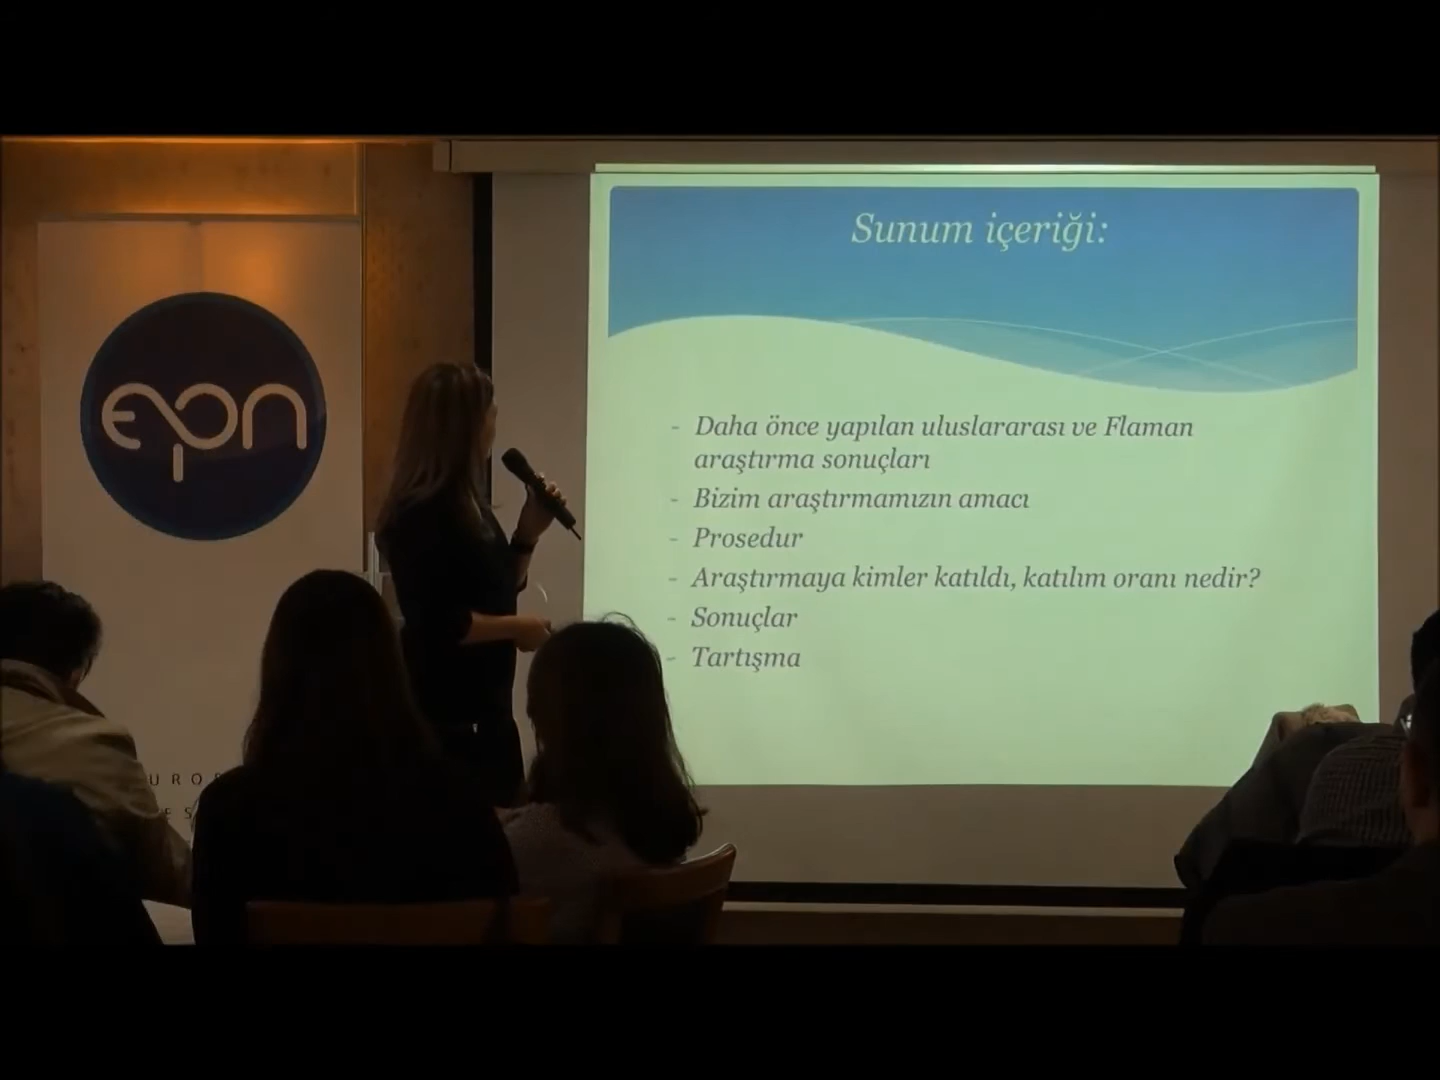 epn
Sunum içeriği:
- Daha önce yapılan uluslararası ve Flaman
araştırma sonuçları
- Bizim araştırmamızın amacı
- Prosedur
- Araştırmaya kimler katıldı, katılım oranı nedir?
- Sonuçlar
- Tartışma